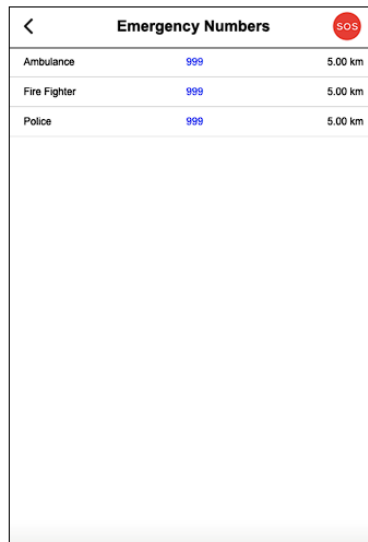 Emergency Numbers SOS
Ambulance 999 5.00 km
Fire Fighter 999 5.00 km
Police 999 5.00 km